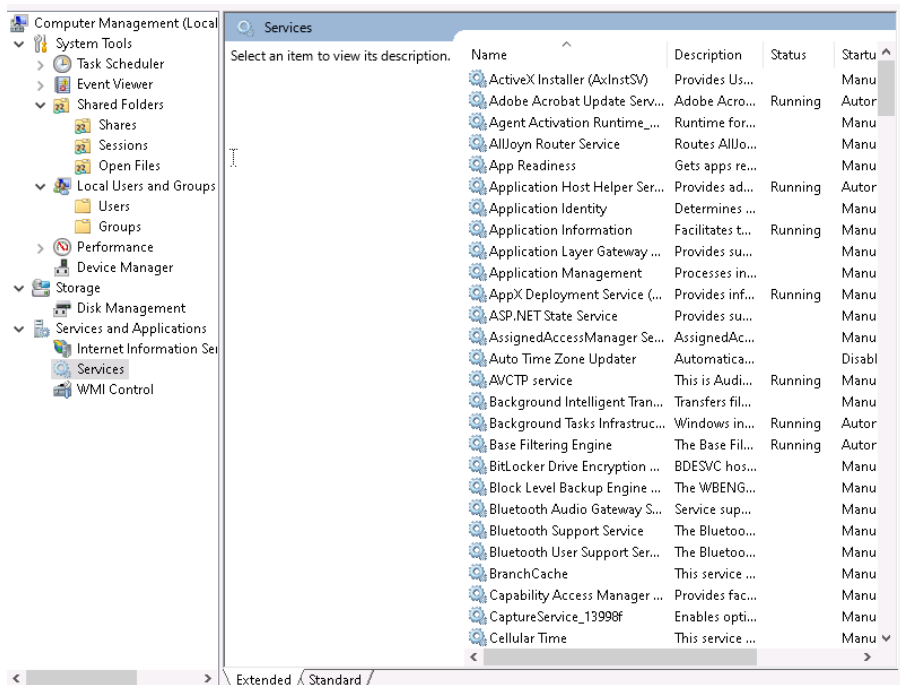 Computer Management (Local
System Tools
Task Scheduler
Event Viewer
Shared Folders
Shares
Sessions
Open Files
Local Users and Groups
Users
Groups
Performance
Device Manager
Storage
Disk Management
Services and Applications
Internet Information Ser
Services
WMI Control
Services
Select an item to view its description.
Name Description Status Startu
ActiveX Installer (AxInstSV) Provides Us... Manu
Adobe Acrobat Update Serv... Adobe Acro... Running Autor
Agent Activation Runtime_... Runtime for... Manu
AllJoyn Router Service Routes AllJo... Manu
App Readiness Gets apps re... Manu
Application Host Helper Ser... Provides ad... Running Autor
Application Identity Determines ... Manu
Application Information Facilitates t... Running Manu
Application Layer Gateway ... Provides su... Manu
Application Management Processes in... Manu
AppX Deployment Service (... Provides inf... Running Manu
ASP.NET State Service Provides su... Manu
AssignedAccessManager Se... AssignedAc... Manu
Auto Time Zone Updater Automatica... Disabl
AVCTP service This is Audi... Running Manu
Background Intelligent Tran... Transfers fil... Manu
Background Tasks Infrastruc... Windows in... Running Autor
Base Filtering Engine The Base Fil... Running Autor
BitLocker Drive Encryption ... BDESVC hos... Manu
Block Level Backup Engine ... The WBENG... Manu
Bluetooth Audio Gateway S... Service sup... Manu
Bluetooth Support Service The Bluetoo... Manu
Bluetooth User Support Ser... The Bluetoo... Manu
BranchCache This service ... Manu
Capability Access Manager ... Provides fac... Manu
CaptureService_13998f Enables opti... Manu
Cellular Time This service ... Manu
Extended Standard